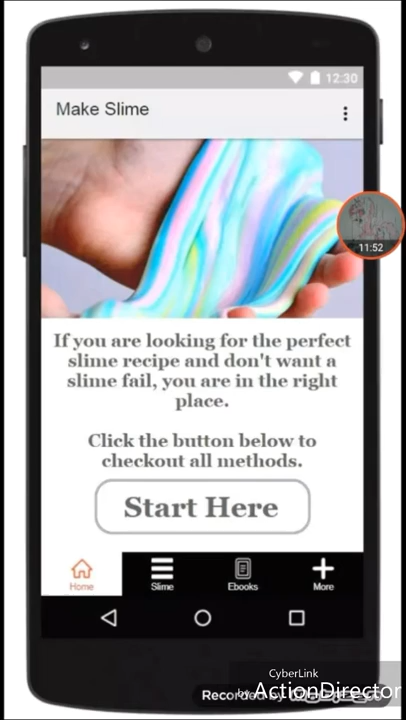 12:30
Make Slime
11:52
If you are looking for the perfect
slime recipe and don't want a
slime fail, you are in the right
place.
Click the button below to
checkout all methods.
Start Here
Home
Slime
Ebooks
More
CyberLink
Recorded by
by ActionDirector